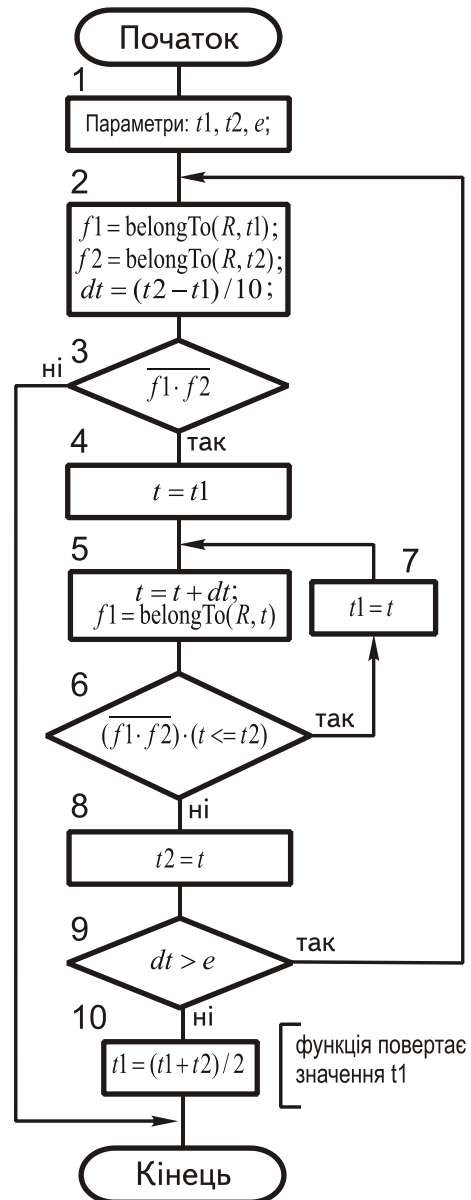 Початок
1
Параметри: t1, t2, e;
2
f1 = belongTo(R, t1);
f2 = belongTo(R, t2);
dt = (t2 – t1) / 10 ;
3
ні
f1 · f2
так
4
t = t1
5
t = t + dt;
f1 = belongTo(R, t)
7
t1 = t
6
(f1 · f2) · (t <= t2)
так
ні
8
t2 = t
9
dt > e
так
ні
10
t1 = (t1 + t2) / 2
функція повертає
значення t1
Кінець